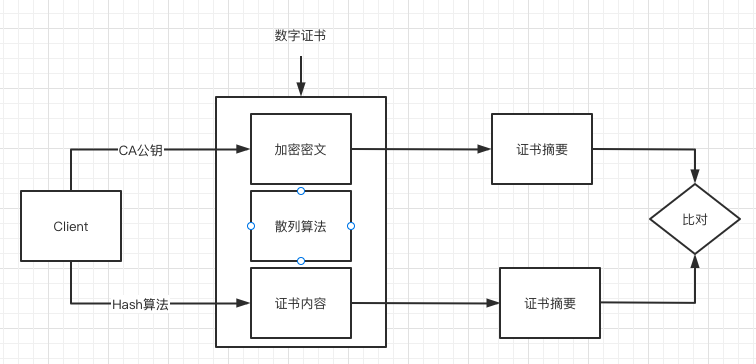 数字证书
CA公钥
加密密文
证书摘要
Client
散列算法
比对
Hash算法
证书内容
证书摘要